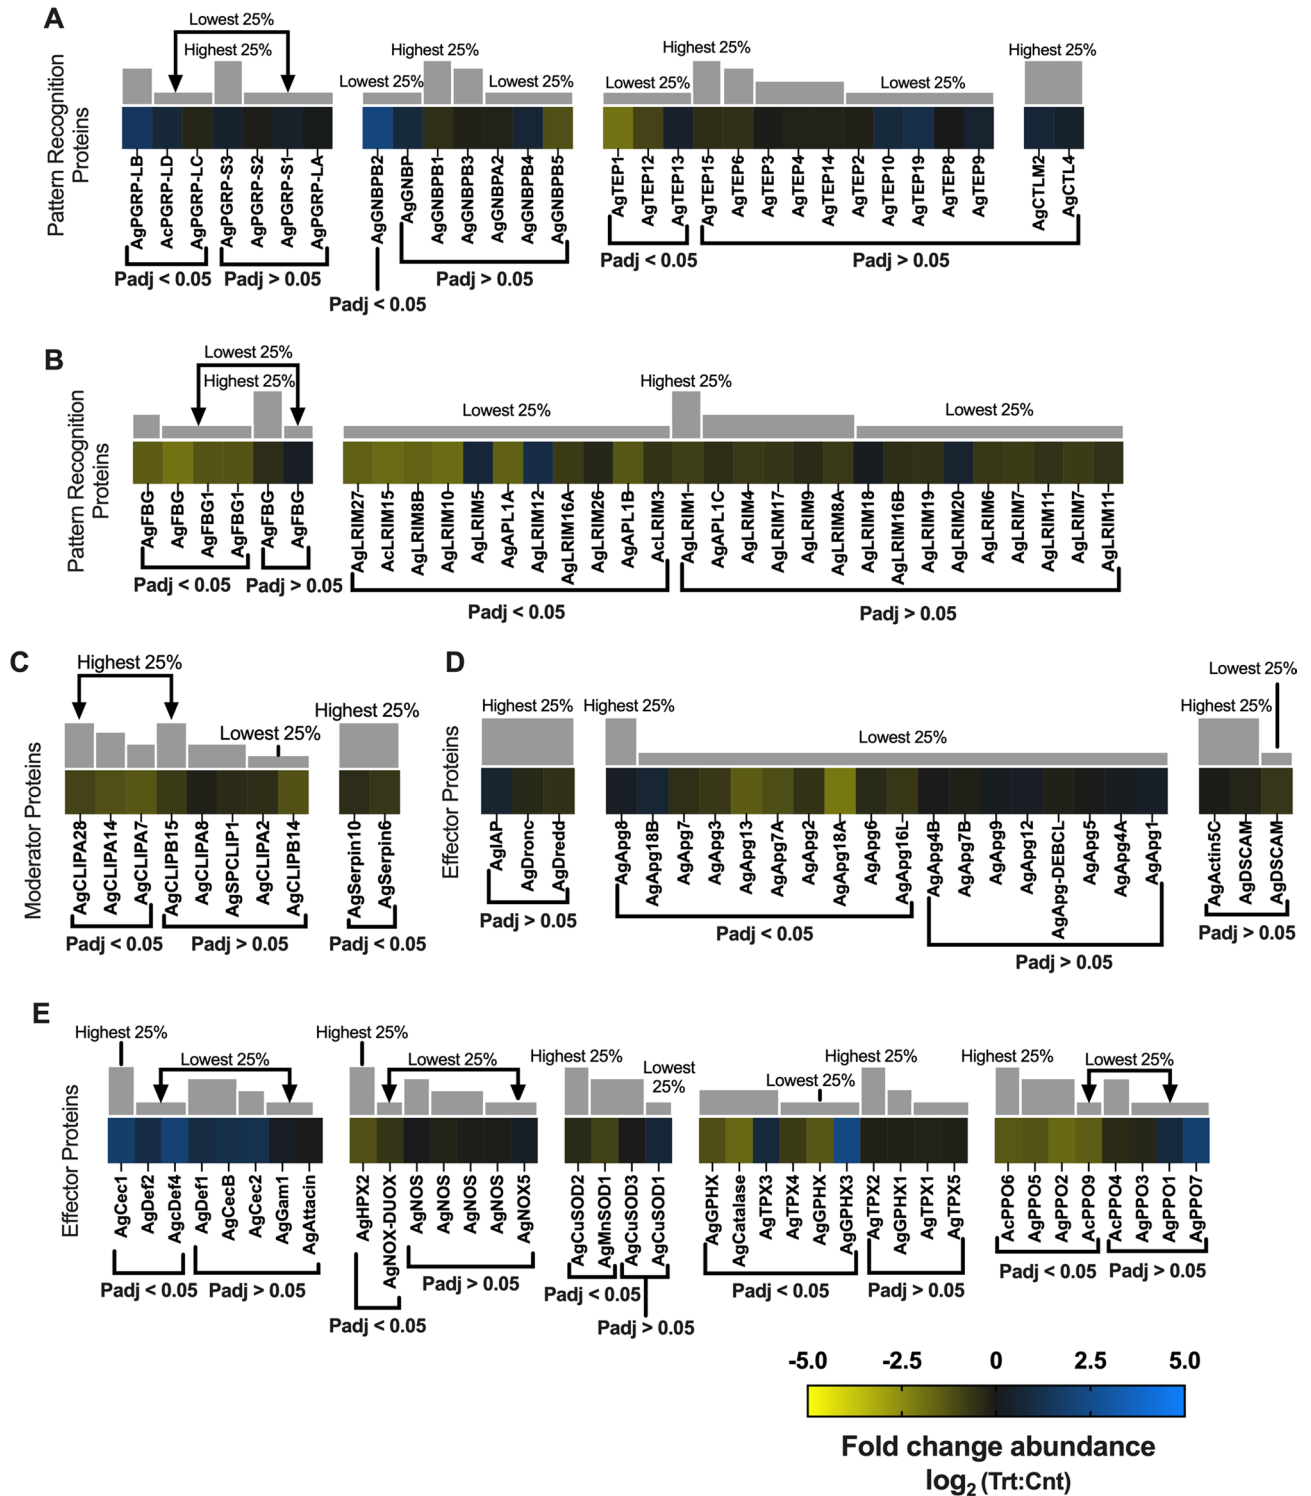 A
Pattern Recognition
Proteins
Lowest 25%
Highest 25%
AgPGRP-LB
AcPGRP-LD
AgPGRP-LC
AgPGRP-S3
AgPGRP-S2
AgPGRP-S1
AgPGRP-LA
Padj < 0.05
Padj > 0.05
Lowest 25%
Highest 25%
Lowest 25%
AgGNBPB2
AgGNBP
AgGNBPB1
AgGNBPB3
AgGNBPA2
AgGNBPB4
AgGNBPB5
Padj < 0.05
Padj > 0.05
Lowest 25%
Highest 25%
Lowest 25%
Highest 25%
AgTEP1
AgTEP12
AgTEP13
AgTEP15
AgTEP6
AgTEP3
AgTEP4
AgTEP14
AgTEP2
AgTEP10
AgTEP19
AgTEP8
AgTEP9
AgCTLM2
AgCTL4
Padj < 0.05
Padj > 0.05
B
Pattern Recognition
Proteins
Lowest 25%
Highest 25%
AgFBG
AgFBG
AgFBG1
AgFBG1
AgFBG
AgFBG
Padj < 0.05
Padj > 0.05
Lowest 25%
Highest 25%
Lowest 25%
AgLRIM27
AcLRIM15
AgLRIM8B
AgLRIM10
AgLRIM5
AgAPL1A
AgLRIM12
AgLRIM16A
AgLRIM26
AgAPL1B
AcLRIM3
AgLRIM1
AgAPL1C
AgLRIM4
AgLRIM17
AgLRIM9
AgLRIM8A
AgLRIM18
AgLRIM16B
AgLRIM19
AgLRIM20
AgLRIM6
AgLRIM7
AgLRIM11
AgLRIM7
AgLRIM11
Padj < 0.05
Padj > 0.05
C
Moderator Proteins
Highest 25%
Lowest 25%
AgCLIPA28
AgCLIPA14
AgCLIPA7
AgCLIPB15
AgCLIPA8
AgSPCLIP1
AgCLIPA2
AgCLIPB14
Padj < 0.05
Padj > 0.05
Highest 25%
AgSerpin10
AgSerpin6
Padj < 0.05
D
Effector Proteins
Highest 25%
AgIAP
AgDronc
AgDredd
Padj > 0.05
Highest 25%
Lowest 25%
AgApg8
AgApg18B
AgApg7
AgApg3
AgApg13
AgApg7A
AgApg2
AgApg18A
AgApg6
AgApg16L
AgApg4B
AgApg7B
AgApg9
AgApg12
AgApg-DEBCL
AgApg5
AgApg4A
AgApg1
Padj < 0.05
Padj > 0.05
Lowest 25%
Highest 25%
AgActin5C
AgDSCAM
AgDSCAM
Padj > 0.05
E
Effector Proteins
Highest 25%
Lowest 25%
AgCec1
AgDef2
AgcDef4
AgDef1
AgCecB
AgCec2
AgGam1
AgAttacin
Padj < 0.05
Padj > 0.05
Highest 25%
Lowest 25%
AgHPX2
AgNOX-DUOX
AgNOS
AgNOS
AgNOS
AgNOS
AgNOX5
Padj < 0.05
Padj > 0.05
Highest 25%
Lowest
25%
AgCuSOD2
AgMnSOD1
AgCuSOD3
AgCuSOD1
Padj < 0.05
Padj > 0.05
Lowest 25%
Highest 25%
AgGPHX
AgCatalase
AgTPX3
AgTPX4
AgGPHX
AgGPHX3
AgTPX2
AgGPHX1
AgTPX1
AgTPX5
Padj < 0.05
Padj > 0.05
Highest 25%
Lowest 25%
AcPPO6
AgPPO5
AgPPO2
AcPPO9
AcPPO4
AgPPO3
AgPPO1
AgPPO7
Padj < 0.05
Padj > 0.05
-5.0 -2.5 0 2.5 5.0
Fold change abundance
log2 (Trt:Cnt)